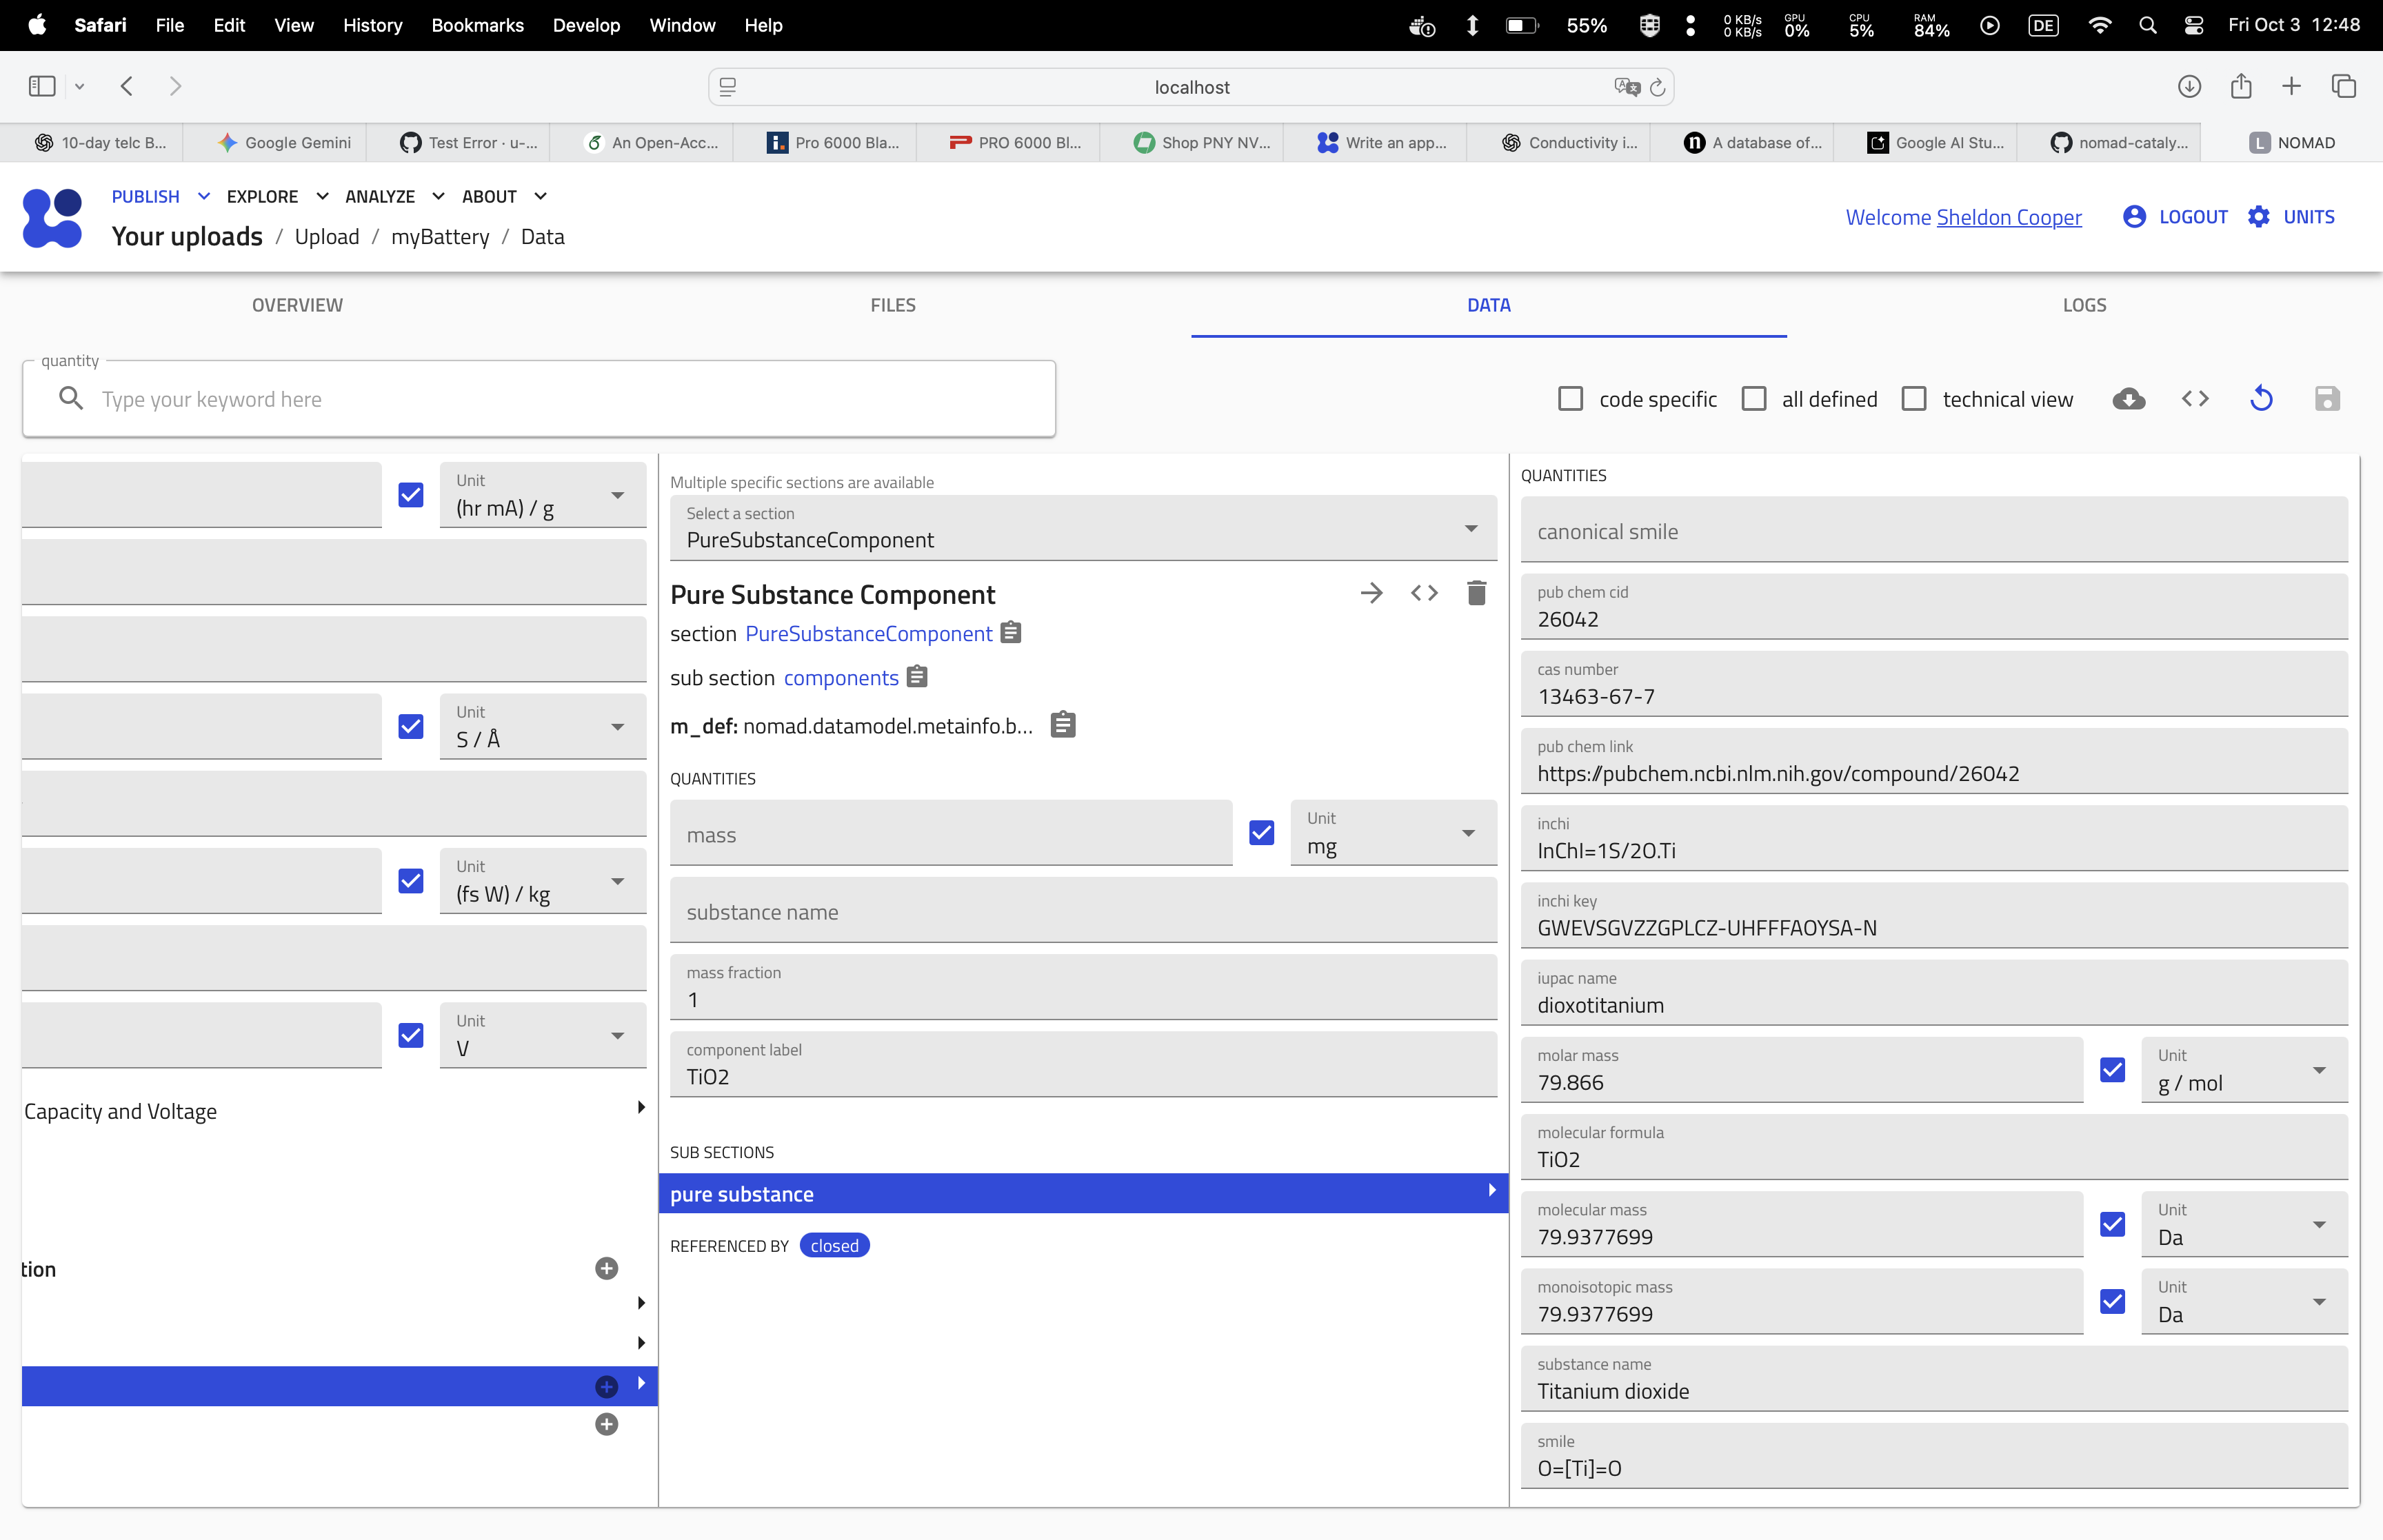 Safari File Edit View History Bookmarks Develop Window Help 55% 0 KB/s 0 KB/s GPU 0% CPU 5% RAM 84% DE Fri Oct 3 12:48
localhost
10-day telc B... Google Gemini Test Error · u-... An Open-Acc... Pro 6000 Bla... PRO 6000 Bl... Shop PNY NV... Write an app... Conductivity i... A database of... Google AI Stu... nomad-cataly... L NOMAD
PUBLISH EXPLORE ANALYZE ABOUT
Your uploads / Upload / myBattery / Data
Welcome Sheldon Cooper LOGOUT UNITS
OVERVIEW FILES DATA LOGS
quantity
Type your keyword here
code specific all defined technical view
Unit
(hr mA) / g
Unit
S / Å
Unit
(fs W) / kg
Unit
V
Capacity and Voltage
tion
Multiple specific sections are available
Select a section
PureSubstanceComponent
Pure Substance Component
section PureSubstanceComponent
sub section components
m_def: nomad.datamodel.metainfo.b...
QUANTITIES
mass
Unit
mg
substance name
mass fraction
1
component label
TiO2
SUB SECTIONS
pure substance
REFERENCED BY closed
QUANTITIES
canonical smile
pub chem cid
26042
cas number
13463-67-7
pub chem link
https://pubchem.ncbi.nlm.nih.gov/compound/26042
inchi
InChI=1S/2O.Ti
inchi key
GWEVSGVZZGPLCZ-UHFFFAOYSA-N
iupac name
dioxotitanium
molar mass
79.866
Unit
g / mol
molecular formula
TiO2
molecular mass
79.9377699
Unit
Da
monoisotopic mass
79.9377699
Unit
Da
substance name
Titanium dioxide
smile
O=[Ti]=O